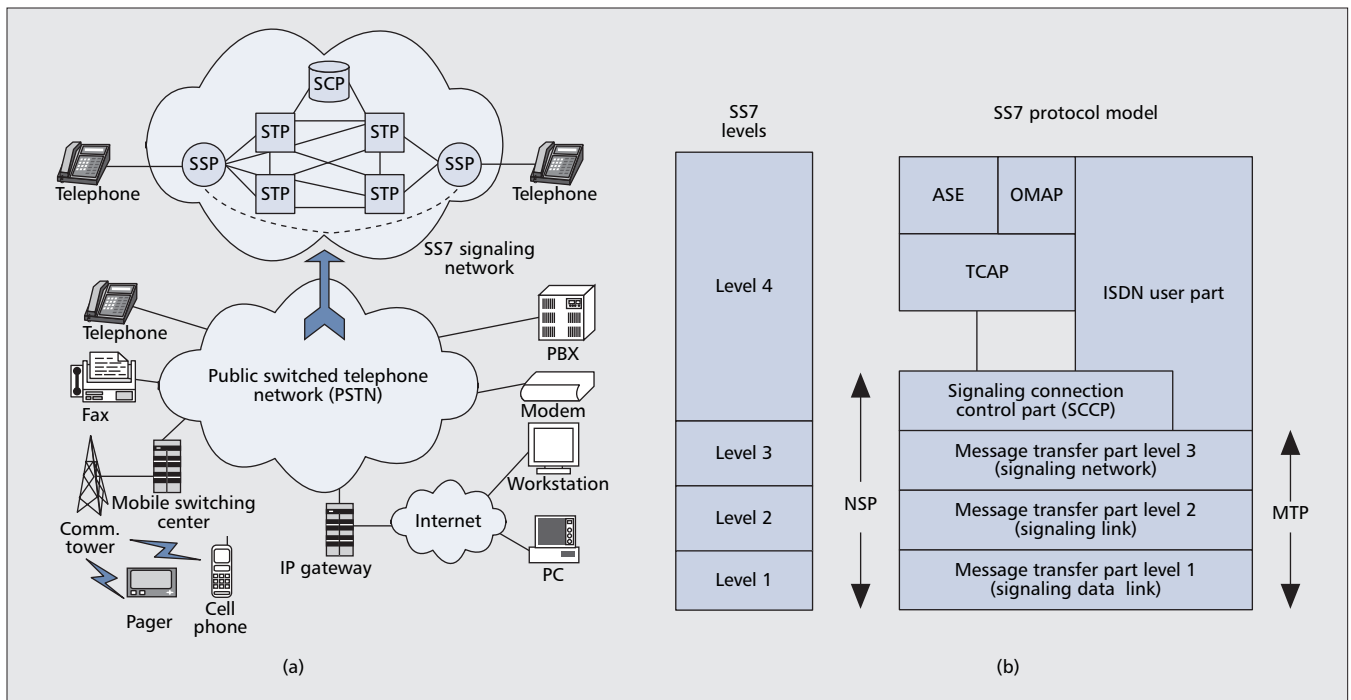 SCP
STP
STP
SSP
SSP
STP
STP
Telephone
Telephone
SS7 signaling
network
Telephone
PBX
Public switched telephone
network (PSTN)
Fax
Modem
Workstation
Mobile switching
center
Internet
Comm.
tower
IP gateway
PC
Pager
Cell
phone
(a)
SS7
levels
Level 4
Level 3
Level 2
Level 1
SS7 protocol model
ASE
OMAP
TCAP
ISDN user part
Signaling connection
control part (SCCP)
Message transfer part level 3
(signaling network)
NSP
Message transfer part level 2
(signaling link)
MTP
Message transfer part level 1
(signaling data link)
(b)